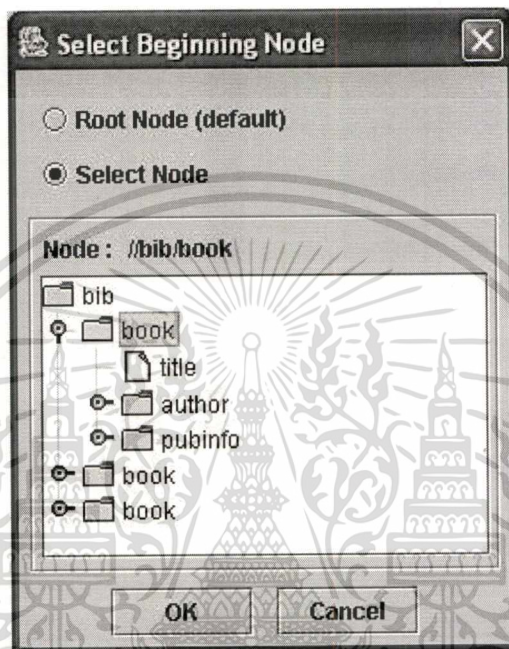 Select Beginning Node
Root Node (default)
Select Node
Node : //bib/book
bib
book
title
author
pubinfo
book
book
OK Cancel